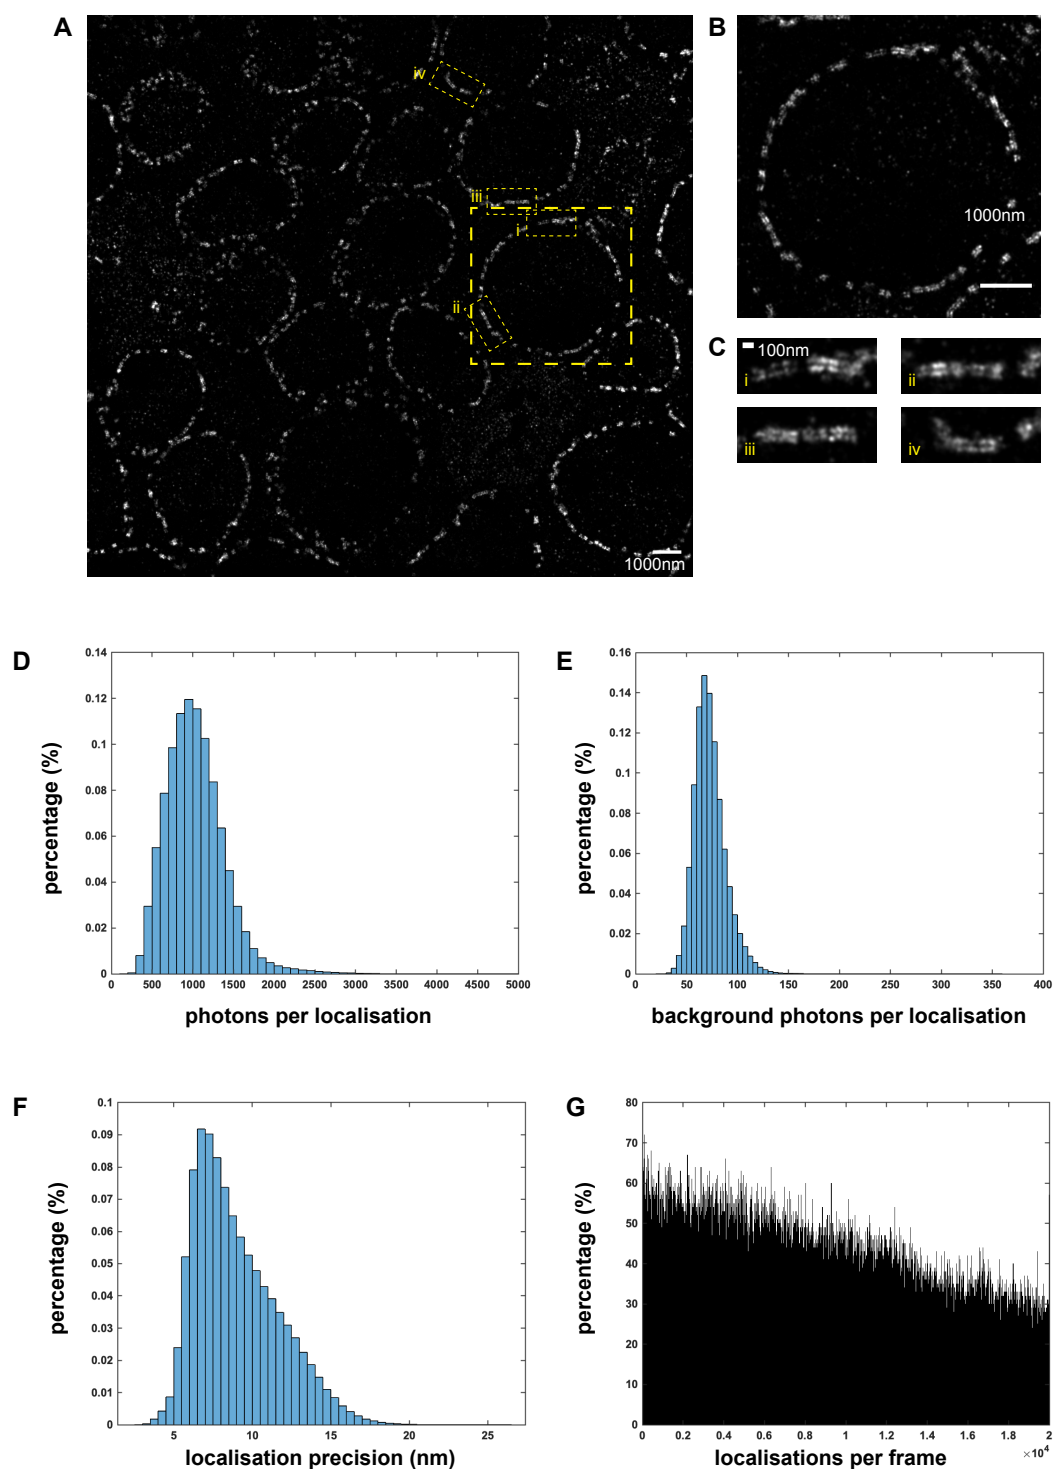 A
iv
iii
i
ii
1000nm
B
1000nm
C
100nm
i
ii
iii
iv
D
0.14
0.12
0.1
0.08
0.06
0.04
0.02
0
percentage (%)
0 500 1000 1500 2000 2500 3000 3500 4000 4500 5000
photons per localisation
E
0.16
0.14
0.12
0.1
0.08
0.06
0.04
0.02
0
percentage (%)
0 50 100 150 200 250 300 350 400
background photons per localisation
F
0.1
0.09
0.08
0.07
0.06
0.05
0.04
0.03
0.02
0.01
0
percentage (%)
5 10 15 20 25
localisation precision (nm)
G
80
70
60
50
40
30
20
10
0
percentage (%)
0 0.2 0.4 0.6 0.8 1 1.2 1.4 1.6 1.8 2
×10⁴
localisations per frame